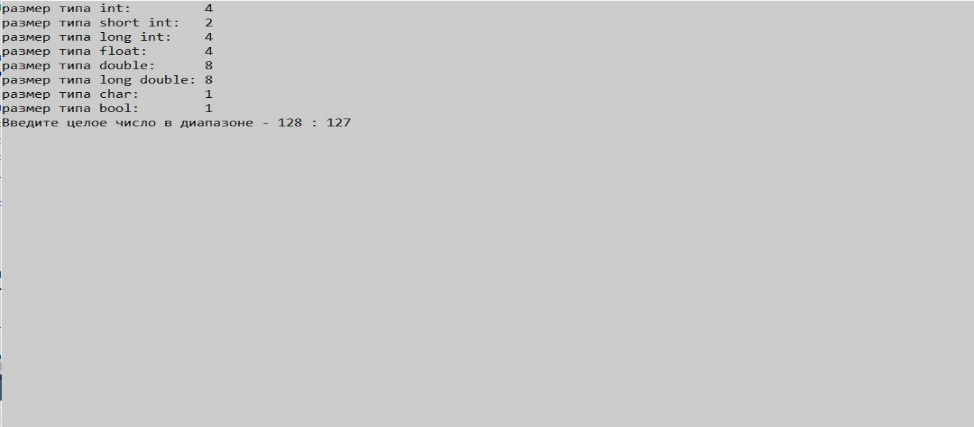 размер типа int: 4
размер типа short int: 2
размер типа long int: 4
размер типа float: 4
размер типа double: 8
размер типа long double: 8
размер типа char: 1
размер типа bool: 1
Введите целое число в диапазоне - 128 : 127